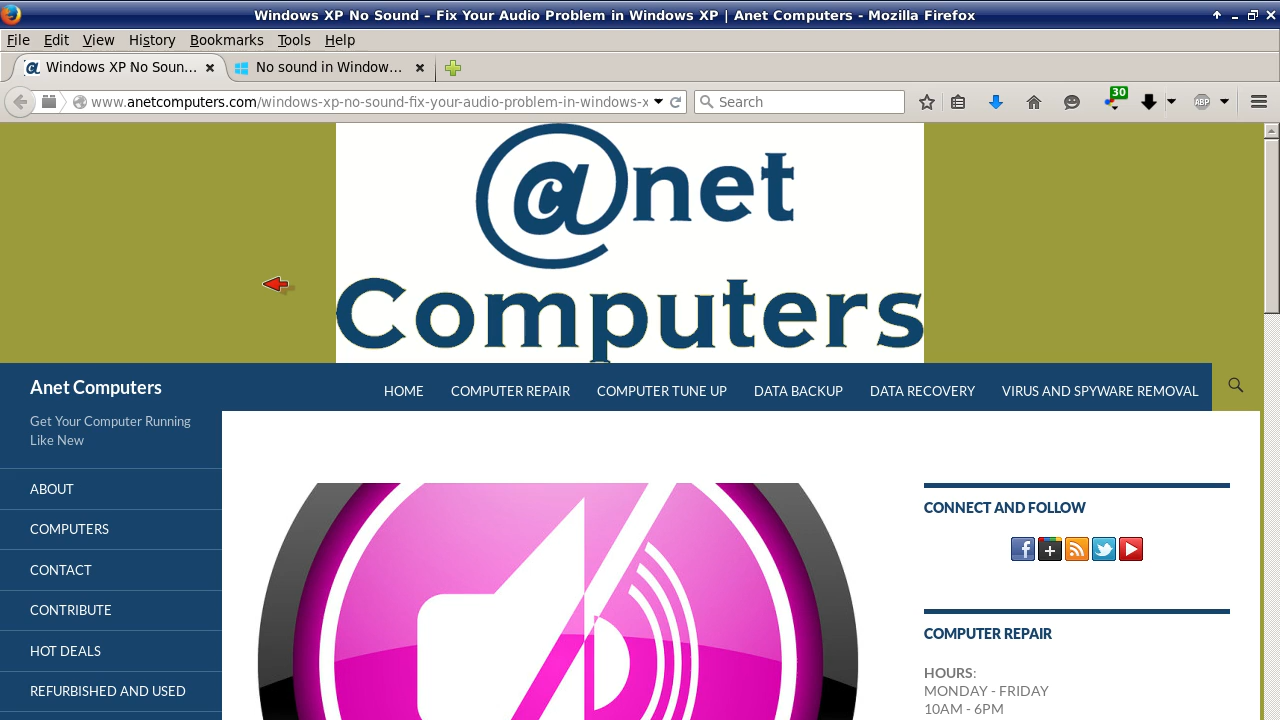 Windows XP No Sound – Fix Your Audio Problem in Windows XP | Anet Computers - Mozilla Firefox
File Edit View History Bookmarks Tools Help
Windows XP No Soun...
No sound in Window...
www.anetcomputers.com/windows-xp-no-sound-fix-your-audio-problem-in-windows-x
Search
30
ABP
@net
Computers
Anet Computers
HOME COMPUTER REPAIR COMPUTER TUNE UP DATA BACKUP DATA RECOVERY VIRUS AND SPYWARE REMOVAL
Get Your Computer Running
Like New
ABOUT
COMPUTERS
CONTACT
CONTRIBUTE
HOT DEALS
REFURBISHED AND USED
CONNECT AND FOLLOW
COMPUTER REPAIR
HOURS:
MONDAY - FRIDAY
10AM - 6PM